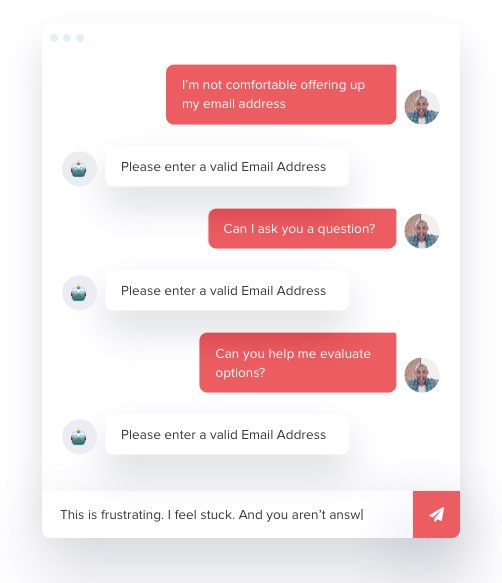 I'm not comfortable offering up
my email address
Please enter a valid Email Address
Can I ask you a question?
Please enter a valid Email Address
Can you help me evaluate
options?
Please enter a valid Email Address
This is frustrating. I feel stuck. And you aren't answ